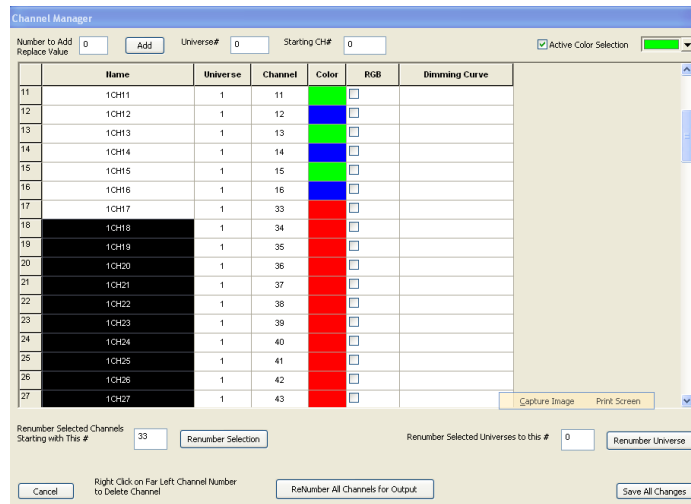 Channel Manager
Number to Add
Replace Value
0
Add
Universe#
0
Starting CH#
0
Active Color Selection
Name Universe Channel Color RGB Dimming Curve
11 1CH11 1 11
12 1CH12 1 12
13 1CH13 1 13
14 1CH14 1 14
15 1CH15 1 15
16 1CH16 1 16
17 1CH17 1 33
18 1CH18 1 34
19 1CH19 1 35
20 1CH20 1 36
21 1CH21 1 37
22 1CH22 1 38
23 1CH23 1 39
24 1CH24 1 40
25 1CH25 1 41
26 1CH26 1 42
27 1CH27 1 43
Capture Image Print Screen
Renumber Selected Channels
Starting with This #
33
Renumber Selection
Renumber Selected Universes to this #
0
Renumber Universe
Cancel
Right Click on Far Left Channel Number
to Delete Channel
ReNumber All Channels for Output
Save All Changes